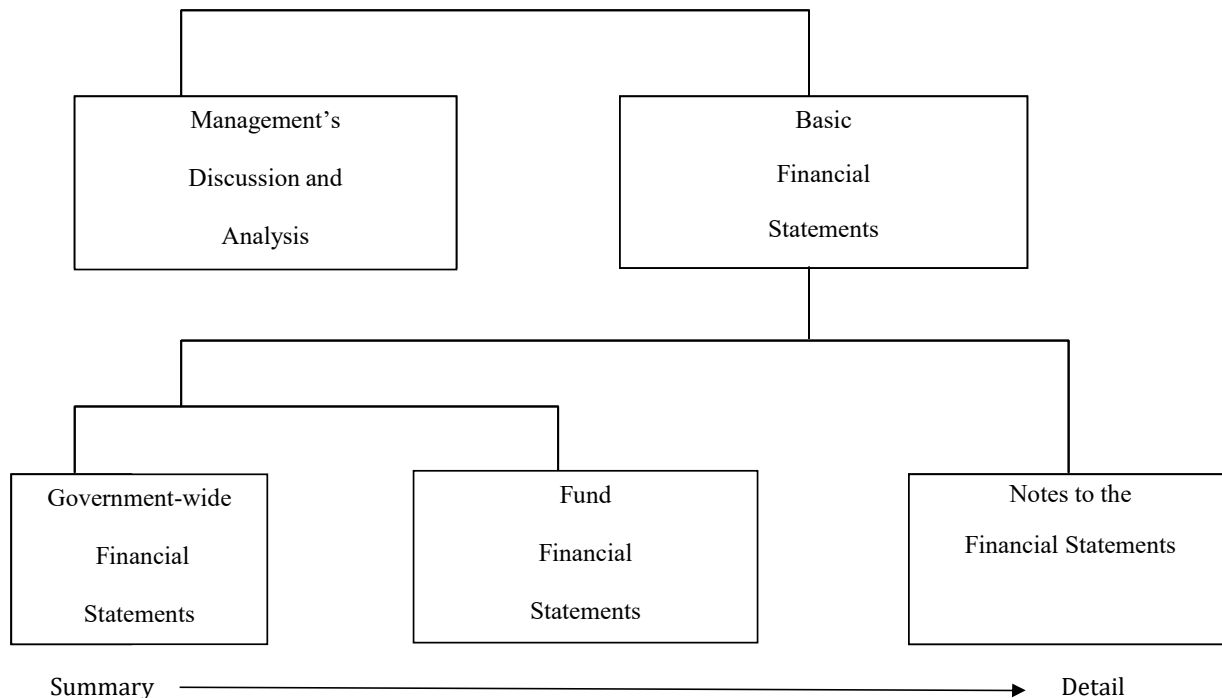 Management’s
Discussion and
Analysis
Basic
Financial
Statements
Government-wide
Financial
Statements
Fund
Financial
Statements
Notes to the
Financial Statements
Summary
Detail